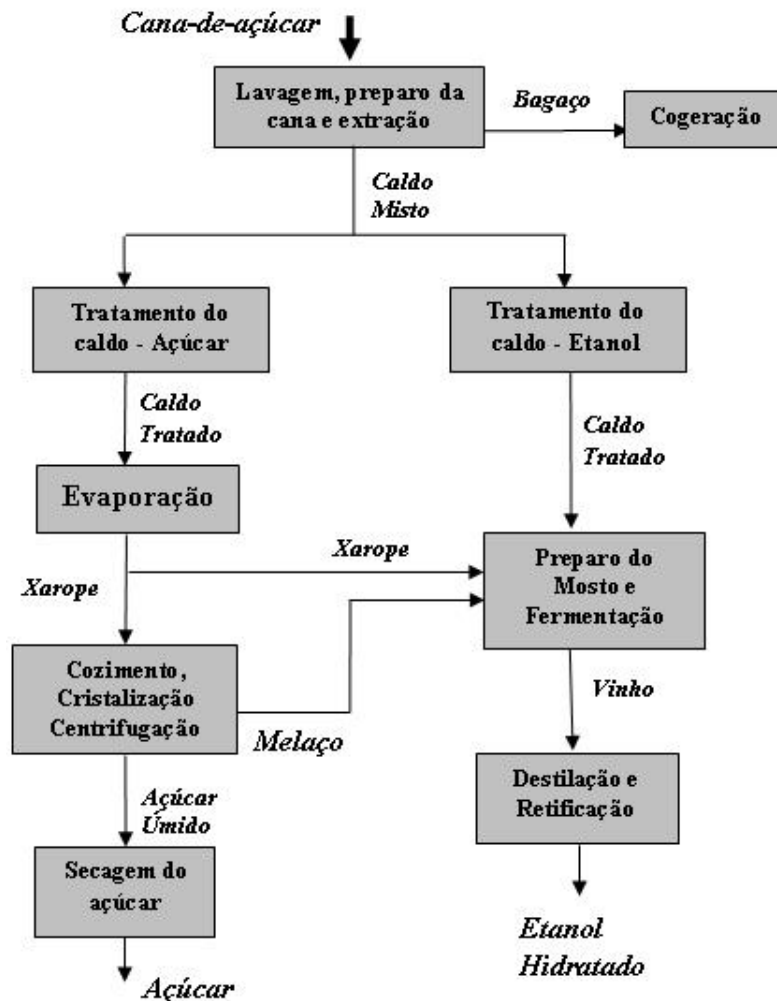 Cana-de-açúcar
Lavagem, preparo da
cana e extração
Bagaço
Cogeração
Caldo
Misto
Tratamento do
caldo - Açúcar
Tratamento do
caldo - Etanol
Caldo
Tratado
Caldo
Tratado
Evaporação
Xarope
Xarope
Preparo do
Mosto e
Fermentação
Cozimento,
Cristalização
Centrifugação
Melaço
Vinho
Destilação e
Retificação
Açúcar
Úmido
Secagem do
açúcar
Etanol
Hidratado
Açúcar